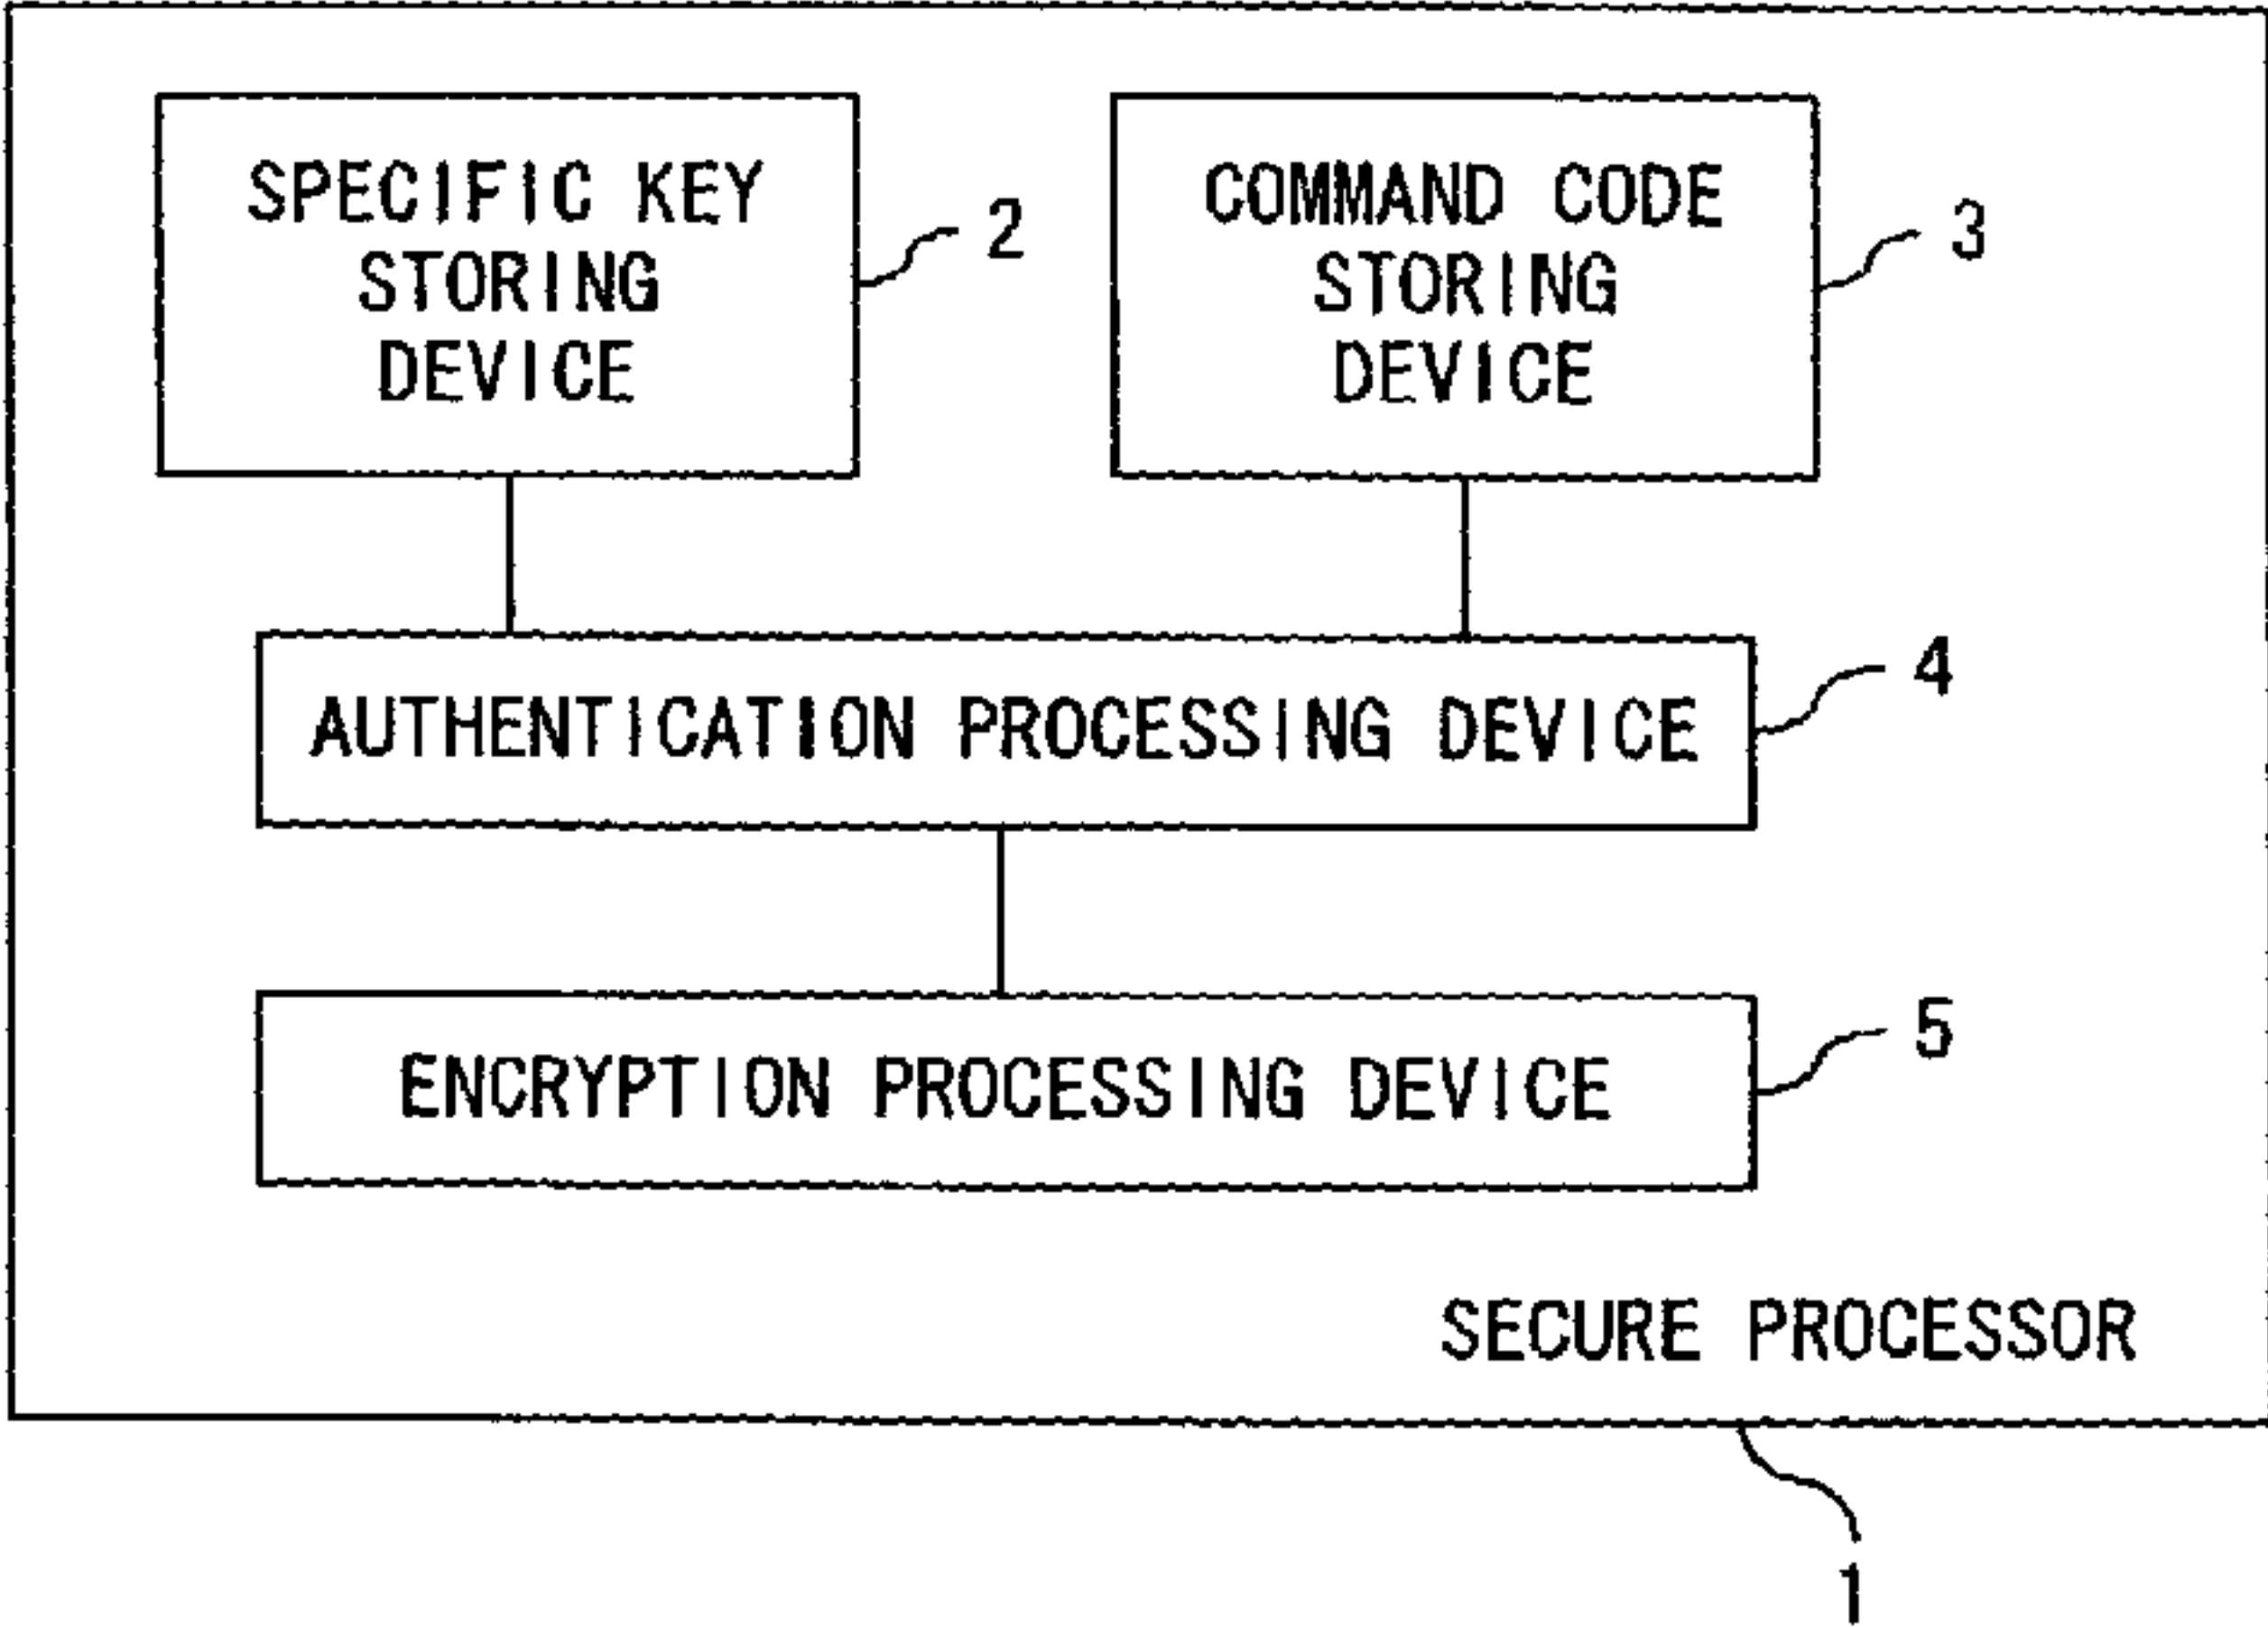 SPECIFIC KEY
STORING
DEVICE
2
COMMAND CODE
STORING
DEVICE
3
AUTHENTICATION PROCESSING DEVICE
4
ENCRYPTION PROCESSING DEVICE
5
SECURE PROCESSOR
1